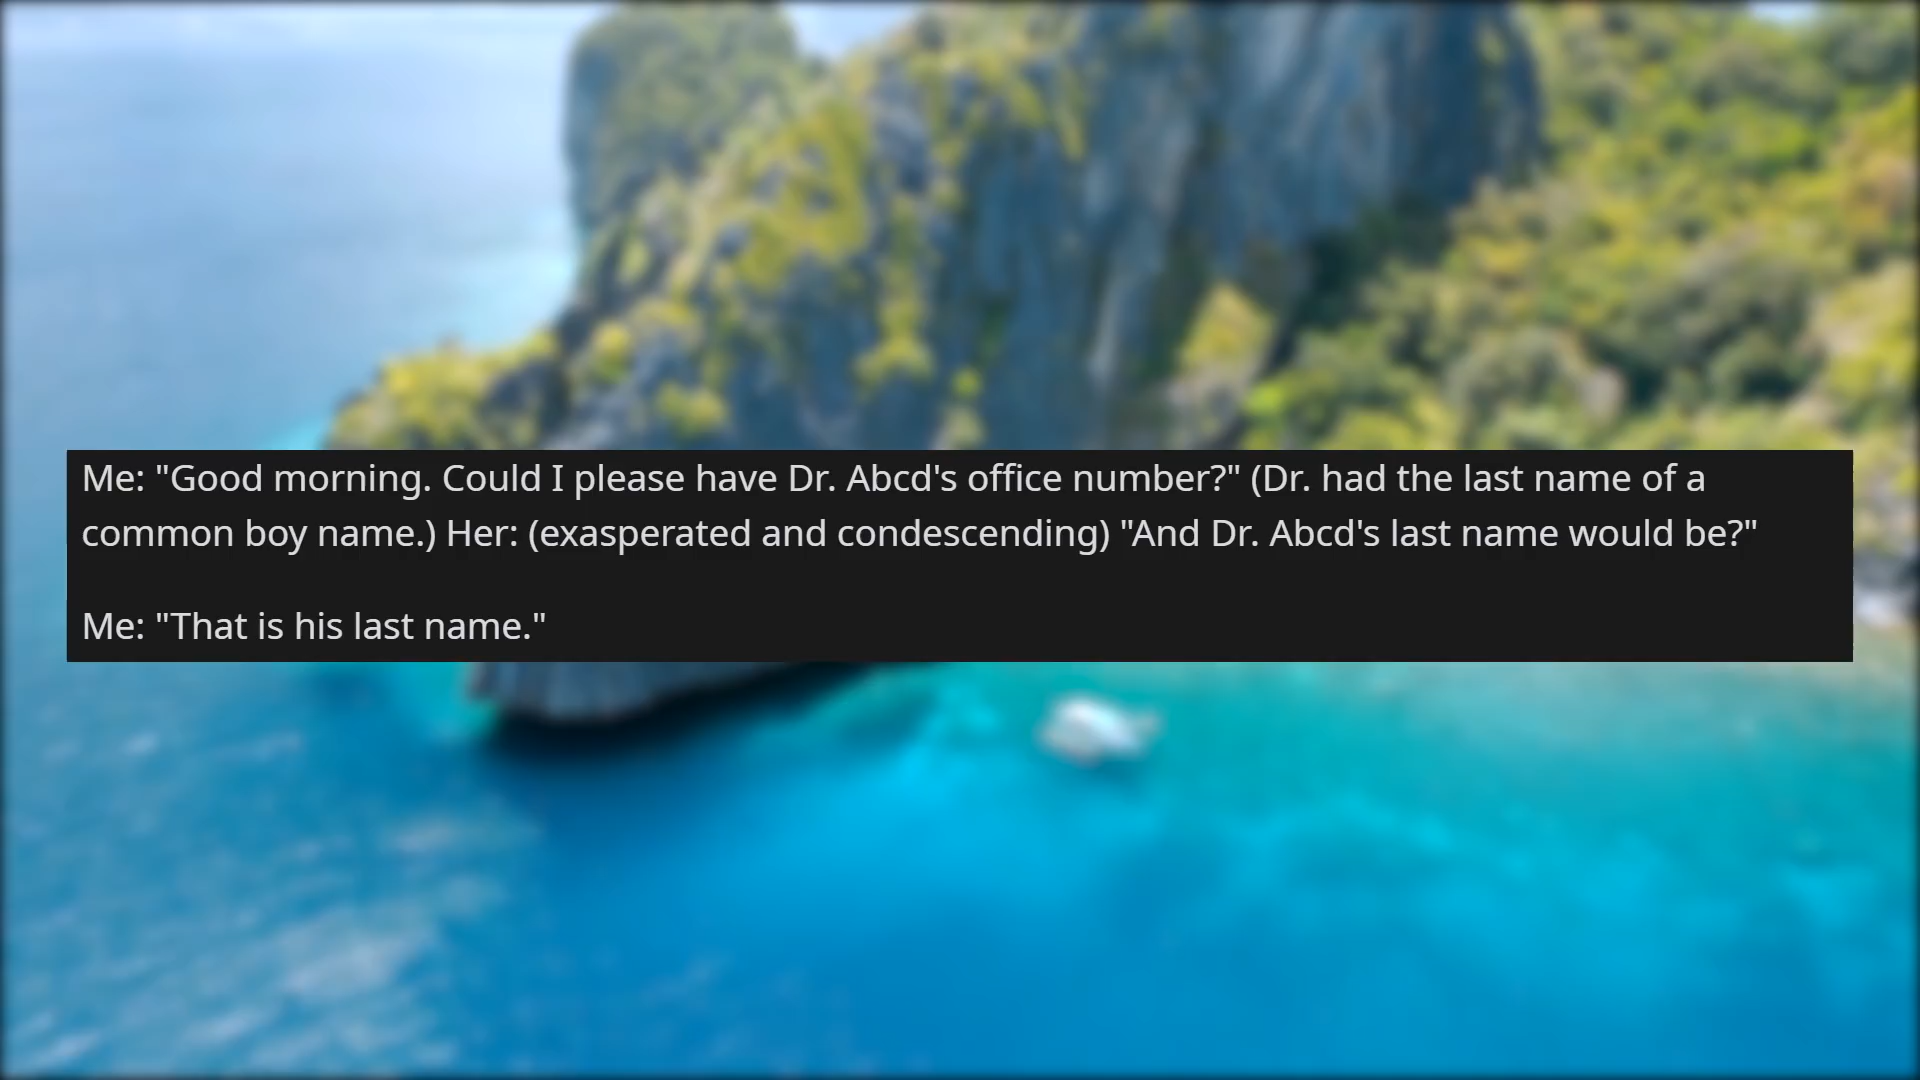 Me: "Good morning. Could I please have Dr. Abcd's office number?" (Dr. had the last name of a
common boy name.) Her: (exasperated and condescending) "And Dr. Abcd's last name would be?"
Me: "That is his last name."